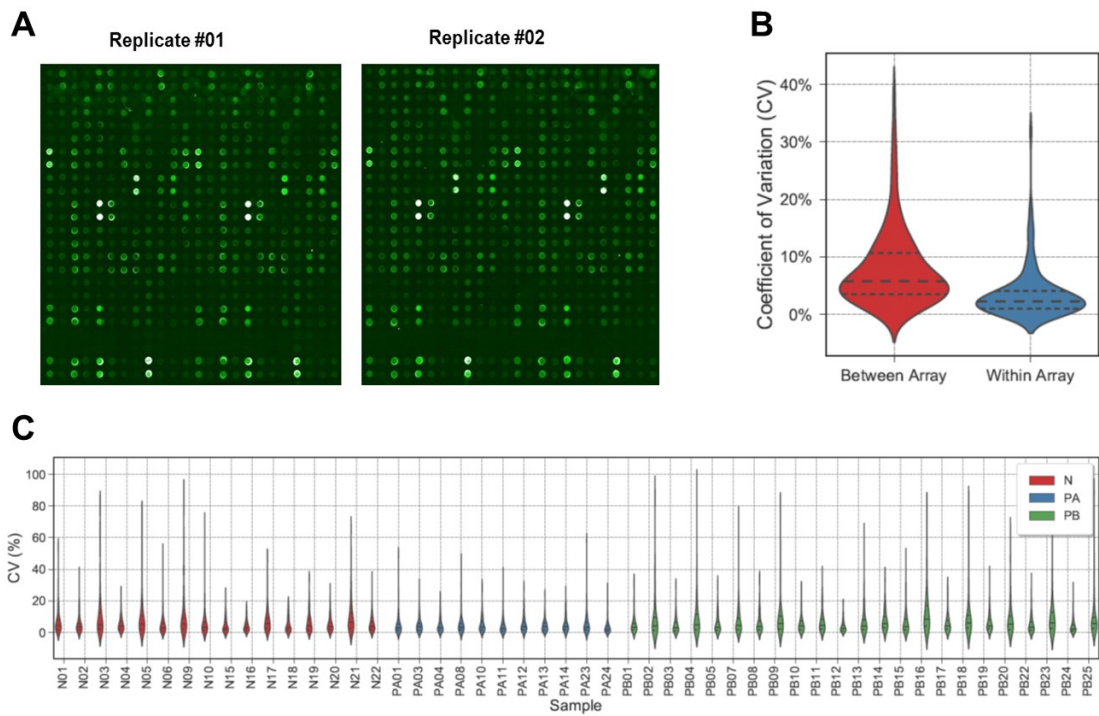 A
Replicate #01
Replicate #02
B
Coefficient of Variation (CV)
40%
30%
20%
10%
0%
Between Array
Within Array
C
CV (%)
100
80
60
40
20
0
N
PA
PB
N01 N02 N03 N04 N05 N06 N09 N10 N15 N16 N17 N18 N19 N20 N21 N22 PA01 PA03 PA04 PA08 PA10 PA11 PA12 PA13 PA14 PA23 PA24 PB01 PB02 PB03 PB04 PB05 PB07 PB08 PB09 PB10 PB11 PB12 PB13 PB14 PB15 PB16 PB17 PB18 PB19 PB20 PB22 PB23 PB24 PB25
Sample